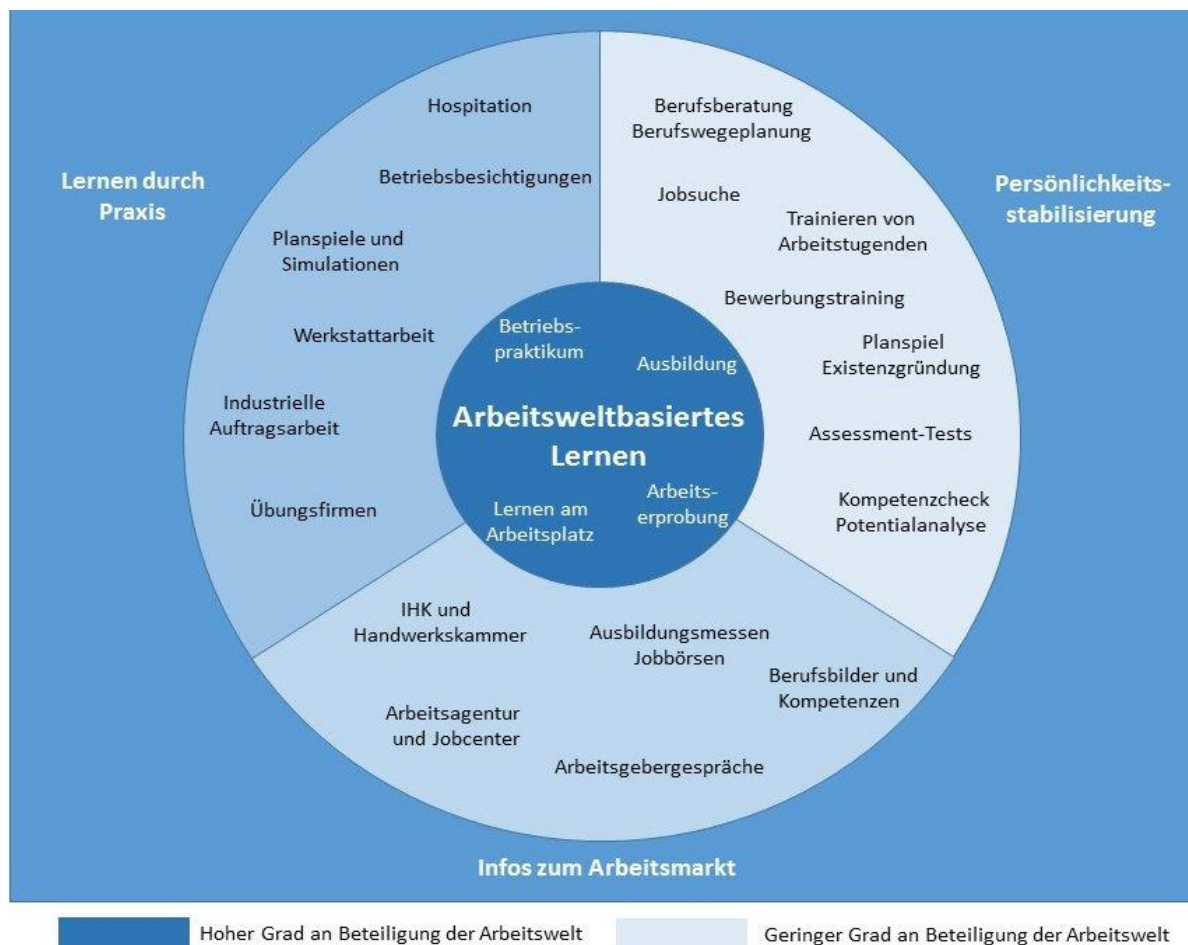 Lernen durch
Praxis
Hospitation
Betriebsbesichtigungen
Planspiele und
Simulationen
Werkstattarbeit
Industrielle
Auftragsarbeit
Übungsfirmen
Persönlichkeits-
stabilisierung
Berufsberatung
Berufswegeplanung
Jobsuche
Trainieren von
Arbeitstugenden
Bewerbungstraining
Planspiel
Existenzgründung
Assessment-Tests
Kompetenzcheck
Potentialanalyse
Betriebs-
praktikum
Ausbildung
Arbeitsweltbasiertes
Lernen
Lernen am
Arbeitsplatz
Arbeits-
erprobung
IHK und
Handwerkskammer
Ausbildungsmessen
Jobbörsen
Berufsbilder und
Kompetenzen
Arbeitsagentur
und Jobcenter
Arbeitsgebergespräche
Infos zum Arbeitsmarkt
Hoher Grad an Beteiligung der Arbeitswelt
Geringer Grad an Beteiligung der Arbeitswelt